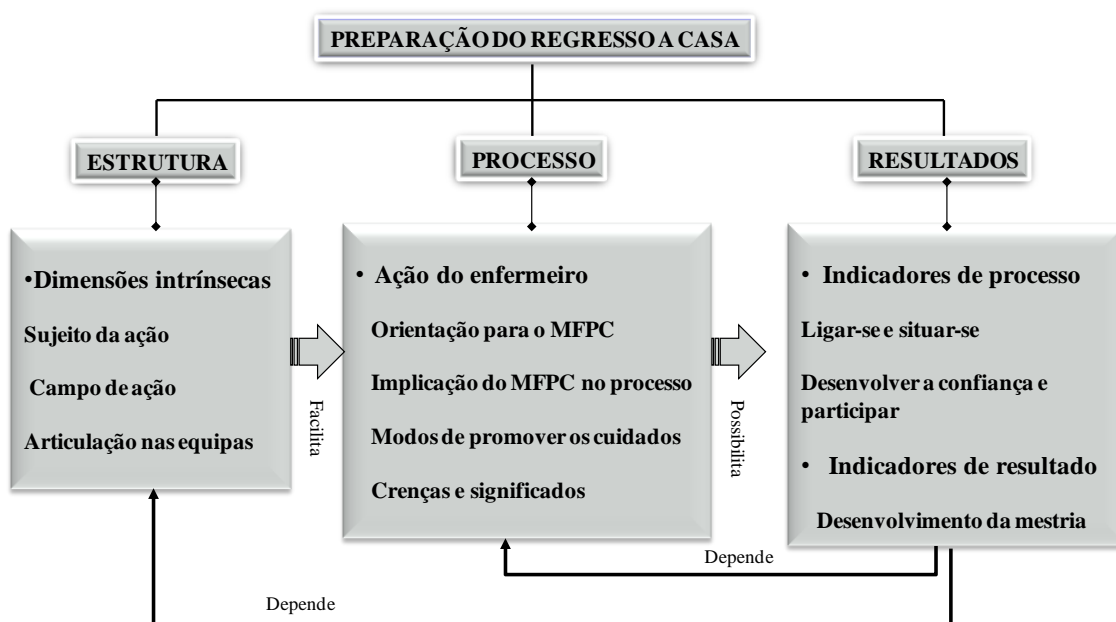 PREPARAÇÃO DO REGRESSO A CASA
ESTRUTURA
PROCESSO
RESULTADOS
•Dimensões intrínsecas
Sujeito da ação
Campo de ação
Articulação nas equipas
Facilita
• Ação do enfermeiro
Orientação para o MFPC
Implicação do MFPC no processo
Modos de promover os cuidados
Crenças e significados
Possibilita
• Indicadores de processo
Ligar-se e situar-se
Desenvolver a confiança e
participar
• Indicadores de resultado
Desenvolvimento da mestria
Depende
Depende